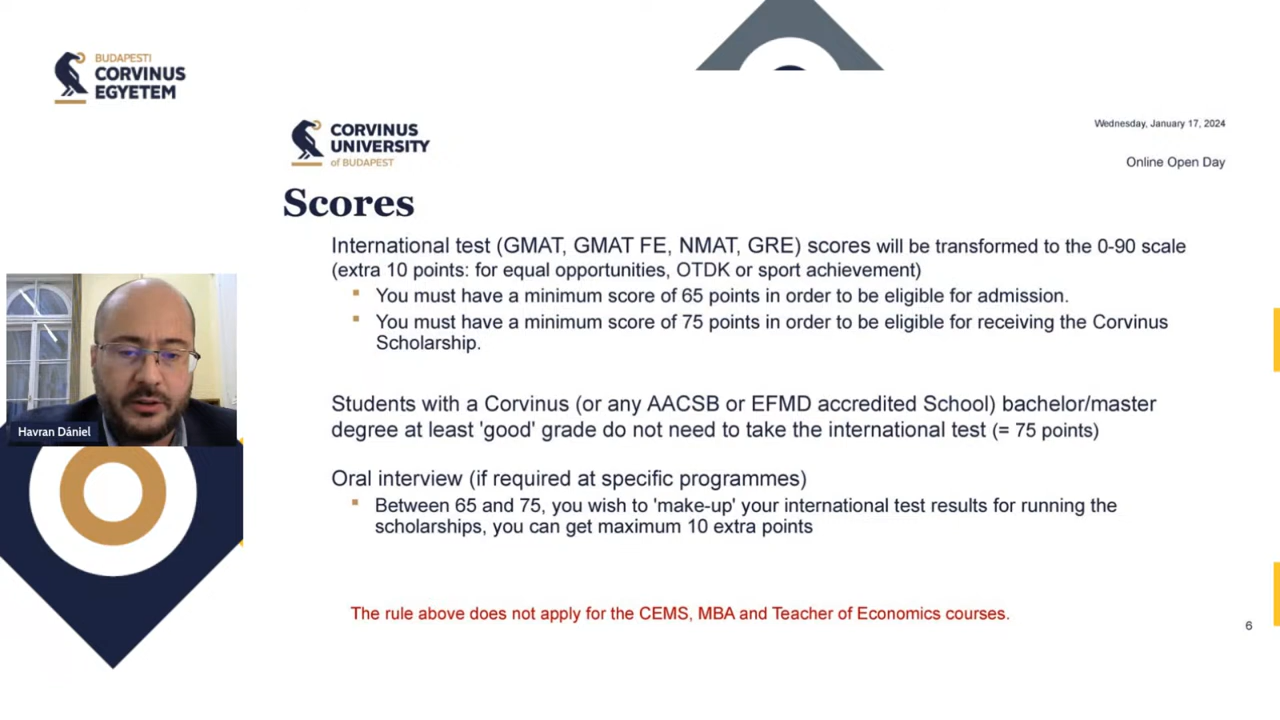 BUDAPESTI
CORVINUS
EGYETEM
CORVINUS
UNIVERSITY
of BUDAPEST
Wednesday, January 17, 2024
Online Open Day
Scores
International test (GMAT, GMAT FE, NMAT, GRE) scores will be transformed to the 0-90 scale
(extra 10 points: for equal opportunities, OTDK or sport achievement)
You must have a minimum score of 65 points in order to be eligible for admission.
You must have a minimum score of 75 points in order to be eligible for receiving the Corvinus
Scholarship.
Students with a Corvinus (or any AACSB or EFMD accredited School) bachelor/master
degree at least 'good' grade do not need to take the international test (= 75 points)
Oral interview (if required at specific programmes)
Between 65 and 75, you wish to 'make-up' your international test results for running the
scholarships, you can get maximum 10 extra points
The rule above does not apply for the CEMS, MBA and Teacher of Economics courses.
6
Havran Dániel